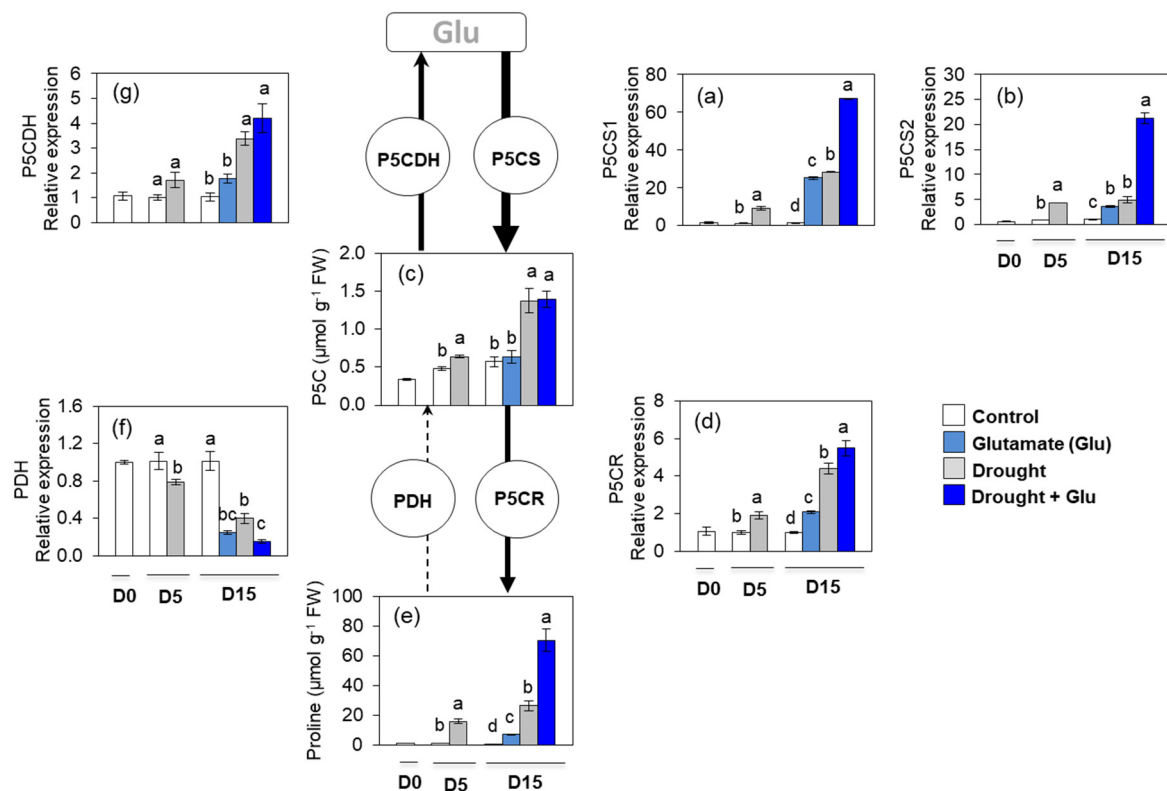 Glu
P5CDH
P5CS
PDH
P5CR
(g)
P5CDH
Relative expression
6
5
4
3
2
1
0
a
a
b
b
a
a
(a)
P5CS1
Relative expression
80
60
40
20
0
b
a
d
c
b
a
(b)
P5CS2
Relative expression
30
25
20
15
10
5
0
b
a
c
b
b
a
D0
D5
D15
(c)
P5C (µmol g-1 FW)
2.0
1.5
1.0
0.5
0.0
b
a
b
b
a
a
(f)
PDH
Relative expression
1.6
1.2
0.8
0.4
0.0
a
b
a
bc
b
c
D0
D5
D15
(d)
P5CR
Relative expression
8
6
4
2
0
b
a
d
c
b
a
D0
D5
D15
Control
Glutamate (Glu)
Drought
Drought + Glu
(e)
Proline (µmol g-1 FW)
100
80
60
40
20
0
b
a
d
c
b
a
D0
D5
D15